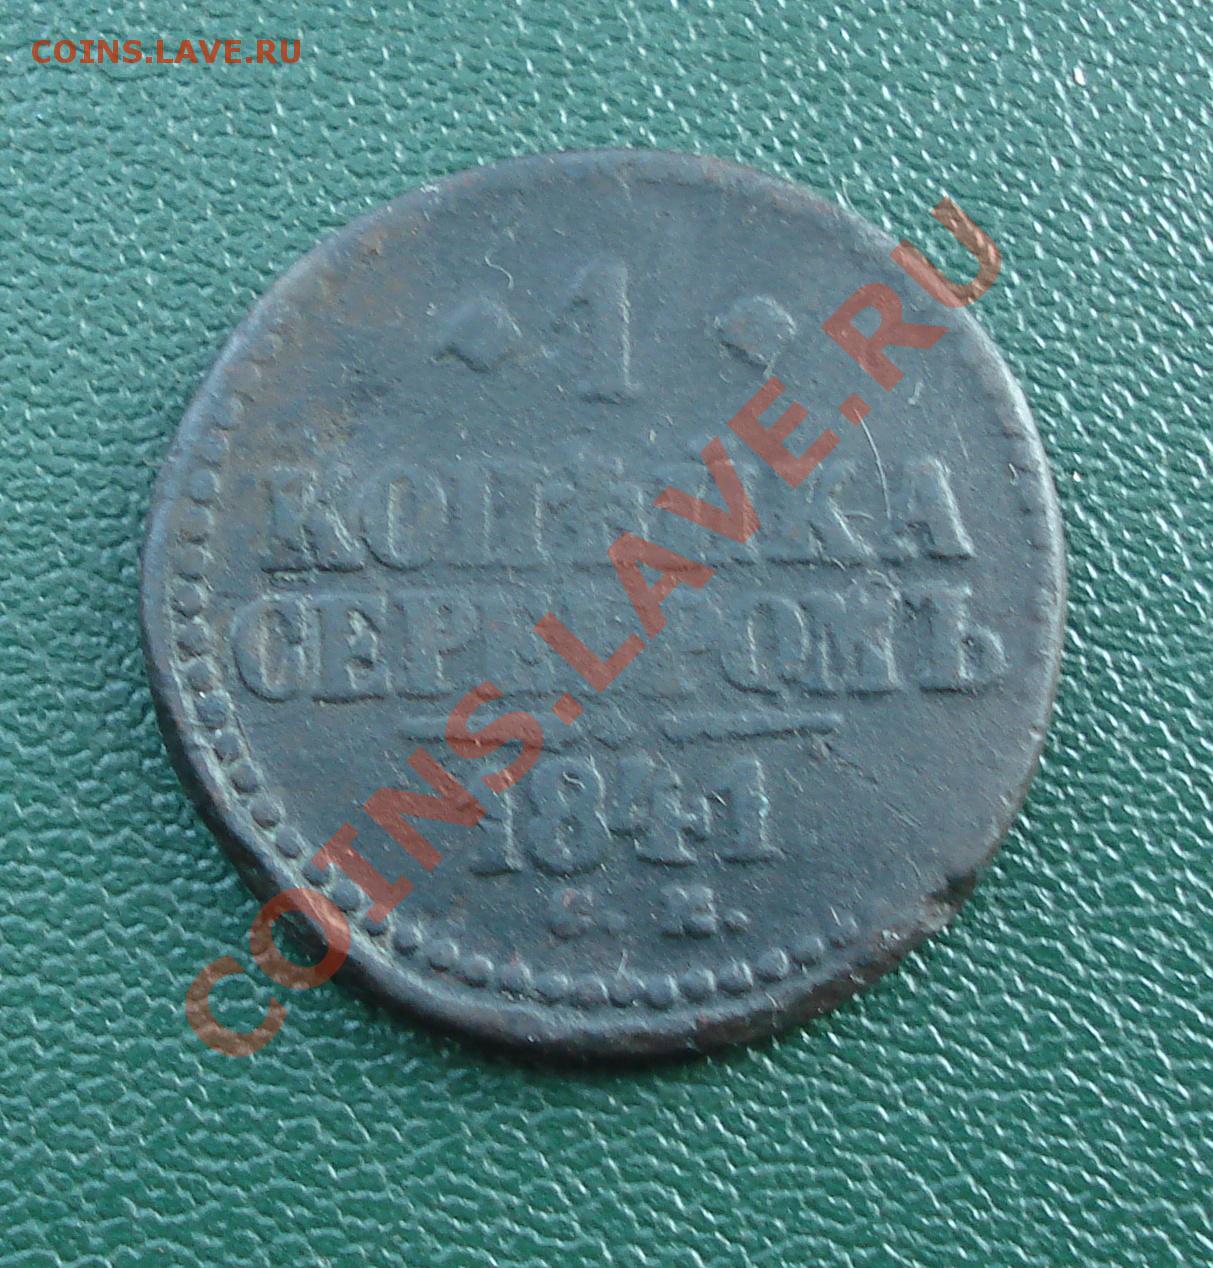 COINS.LAVE.RU
1
КОПѢЙКА
СЕРЕБРОМЪ
1841
Е. М.
COINS.LAVE.RU